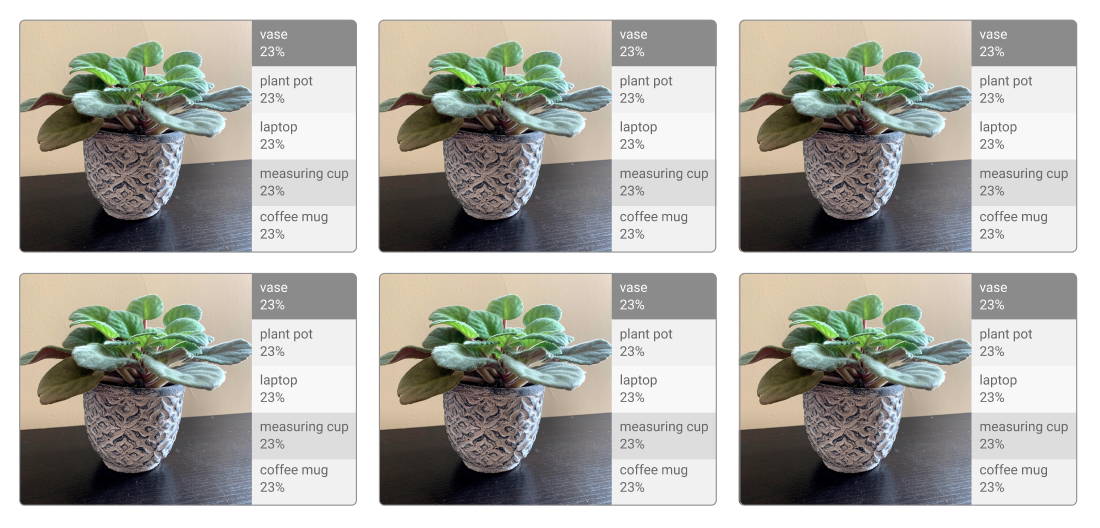 vase
23%
plant pot
23%
laptop
23%
measuring cup
23%
coffee mug
23%
vase
23%
plant pot
23%
laptop
23%
measuring cup
23%
coffee mug
23%
vase
23%
plant pot
23%
laptop
23%
measuring cup
23%
coffee mug
23%
vase
23%
plant pot
23%
laptop
23%
measuring cup
23%
coffee mug
23%
vase
23%
plant pot
23%
laptop
23%
measuring cup
23%
coffee mug
23%
vase
23%
plant pot
23%
laptop
23%
measuring cup
23%
coffee mug
23%